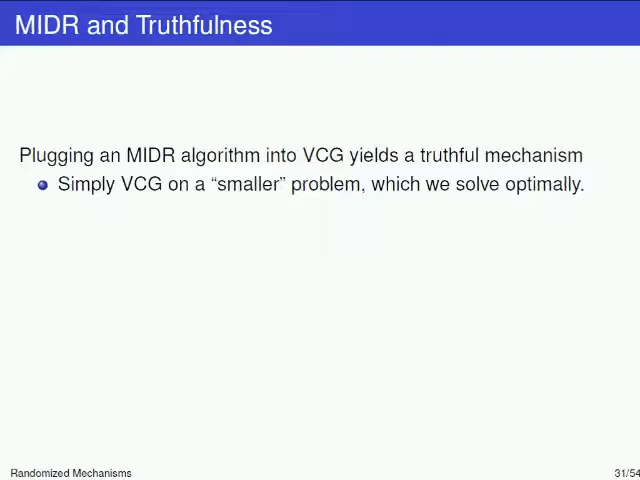 MIDR and Truthfulness
Plugging an MIDR algorithm into VCG yields a truthful mechanism
Simply VCG on a “smaller” problem, which we solve optimally.
Randomized Mechanisms
31/54